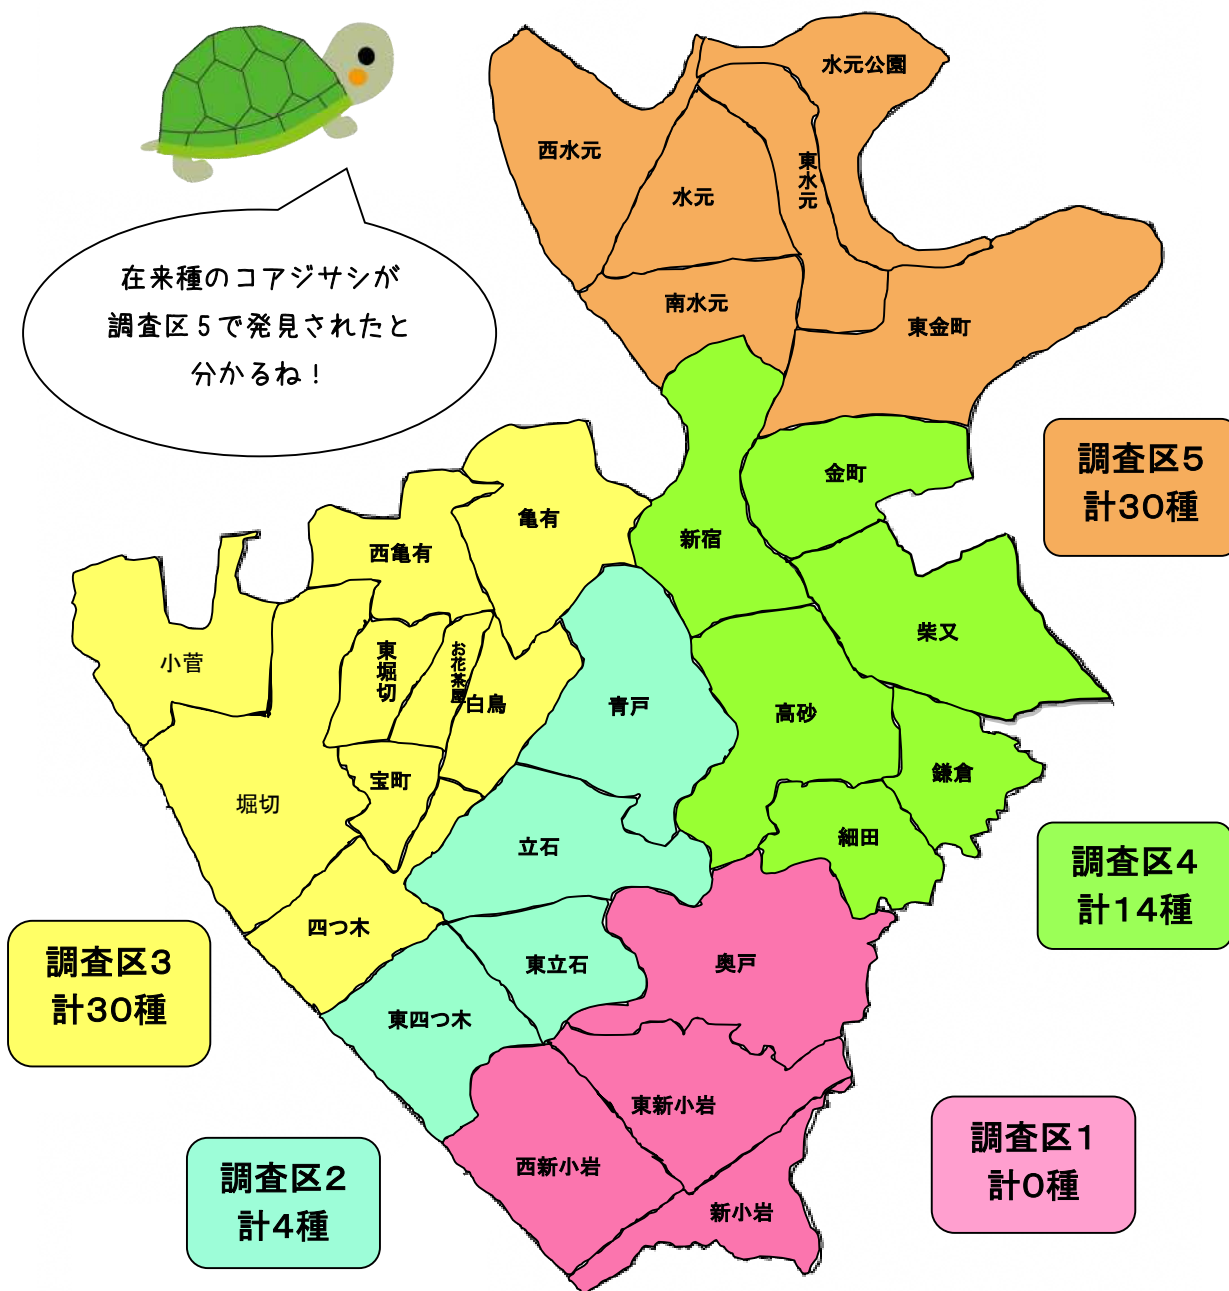 水元公園
西水元
東水元
水元
在来種のコアジサシが
調査区5で発見されたと
分かるね！
南水元
東金町
調査区5
計30種
金町
亀有
新宿
西亀有
柴又
小菅
東堀切
お花茶屋
白鳥
青戸
高砂
鎌倉
宝町
堀切
細田
立石
調査区4
計14種
四つ木
調査区3
計30種
東立石
奥戸
東四つ木
東新小岩
西新小岩
調査区1
計0種
調査区2
計4種
新小岩